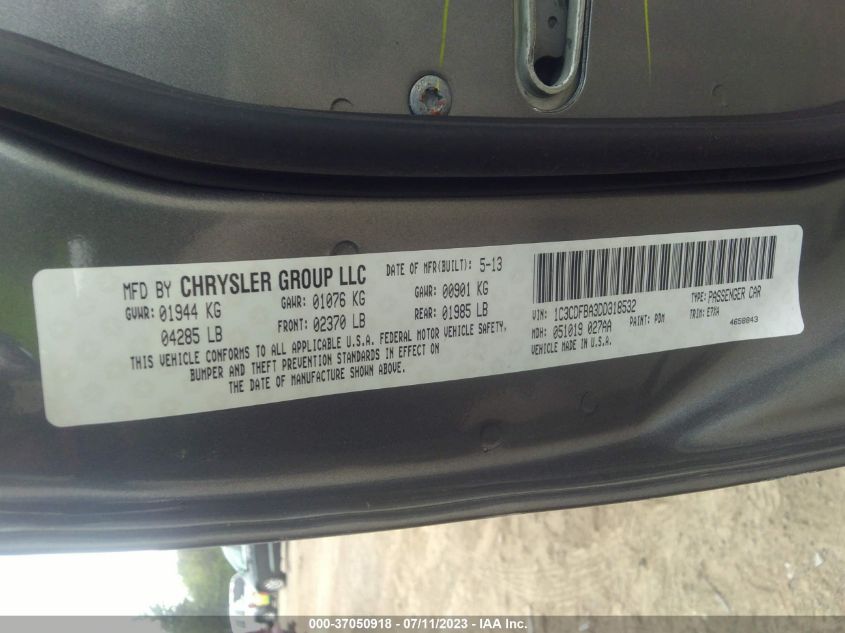 MFD BY CHRYSLER GROUP LLC
DATE OF MFR(BUILT): 5-13
GVWR: 01944 KG
04285 LB
GAWR: 01076 KG
FRONT: 02370 LB
GAWR: 00901 KG
REAR: 01985 LB
THIS VEHICLE CONFORMS TO ALL APPLICABLE U.S.A. FEDERAL MOTOR VEHICLE SAFETY,
BUMPER AND THEFT PREVENTION STANDARDS IN EFFECT ON
THE DATE OF MANUFACTURE SHOWN ABOVE.
VIN: 1C3CDFBA3DD318532
TYPE: PASSENGER CAR
MDH: 051019 027AA
PAINT: PDM
TRIM: E7XA
VEHICLE MADE IN U.S.A.
4658843
000-37050918 - 07/11/2023 - IAA Inc.